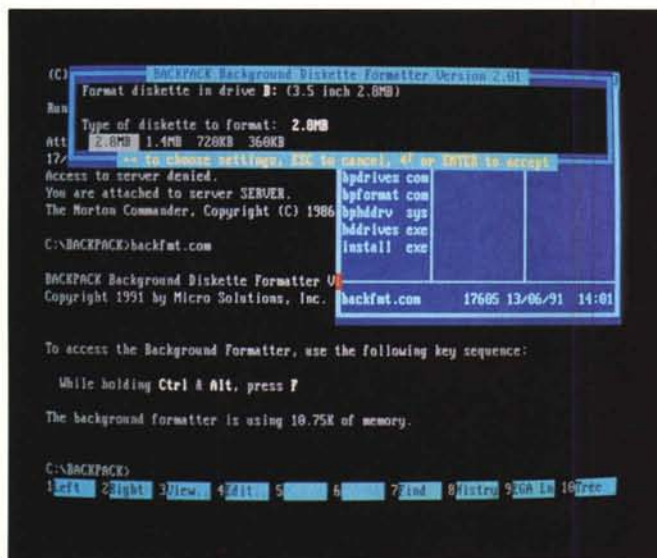 BACKPACK Background Diskette Formatter Version 2.01
(C)
Format diskette in drive B: (3.5 inch 2.8MB)
Run
Type of diskette to format: 2.8MB
Att 2.8MB 1.4MB 720KB 360KB
17/ to choose settings, ESC to cancel, or ENTER to accept
Access to server denied. bpdrives com
You are attached to server SERVER. bpformat com
The Norton Commander, Copyright (C) 1986 bphddrv sys
hddrives exe
C:\BACKPACK>backfmt.com install exe
BACKPACK Background Diskette Formatter V
Copyright 1991 by Micro Solutions, Inc. backfmt.com 17605 13/06/91 14:01
To access the Background Formatter, use the following key sequence:
While holding Ctrl & Alt, press F
The background formatter is using 10.75K of memory.
C:\BACKPACK>
1Left 2Right 3View.. 4Edit.. 5 6 7Find 8Histry 9EGA Ln 10Tree